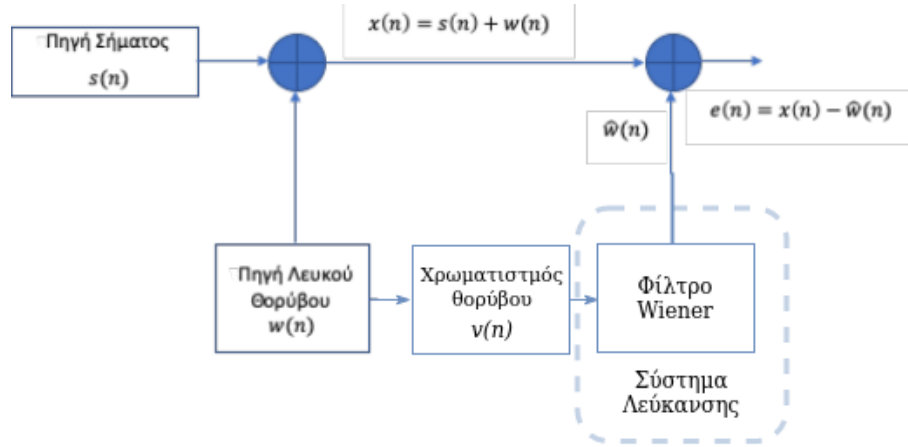 x(n) = s(n) + w(n)
Πηγή Σήματος
s(n)
ŵ(n)
e(n) = x(n) − ŵ(n)
Πηγή Λευκού
Θορύβου
w(n)
Χρωματιστμός
θορύβου
v(n)
Φίλτρο
Wiener
Σύστημα
Λεύκανσης